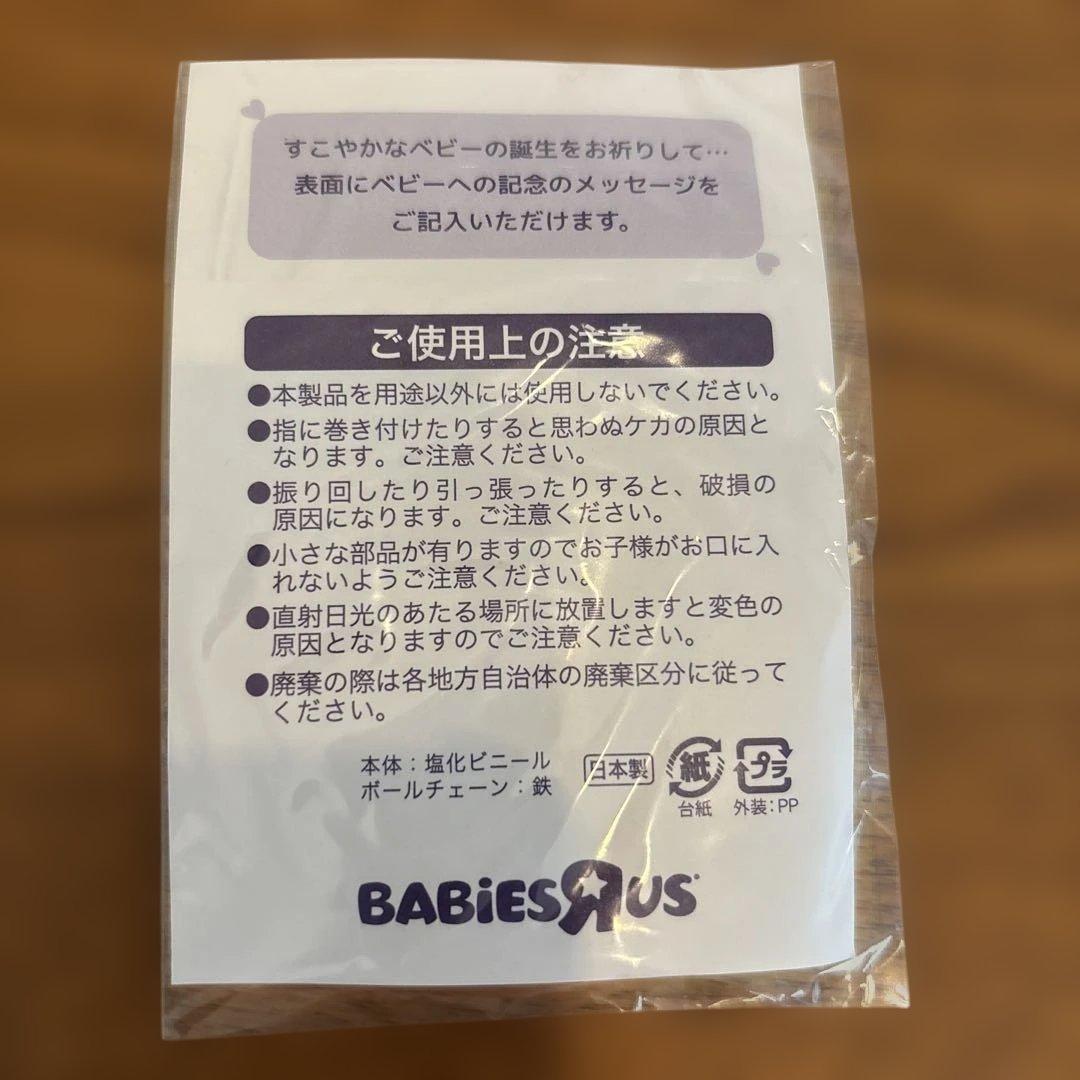 すこやかなベビーの誕生をお祈りして…
表面にベビーへの記念のメッセージを
ご記入いただけます。
ご使用上の注意
●本製品を用途以外には使用しないでください。
●指に巻き付けたりすると思わぬケガの原因と
なります。ご注意ください。
●振り回したり引っ張ったりすると、破損の
原因になります。ご注意ください。
●小さな部品が有りますのでお子様がお口に入
れないようご注意ください。
●直射日光のあたる場所に放置しますと変色の
原因となりますのでご注意ください。
●廃棄の際は各地方自治体の廃棄区分に従って
ください。
本体：塩化ビニール
ボールチェーン：鉄
日本製
紙
台紙
プラ
外装：PP
BABiESRUS